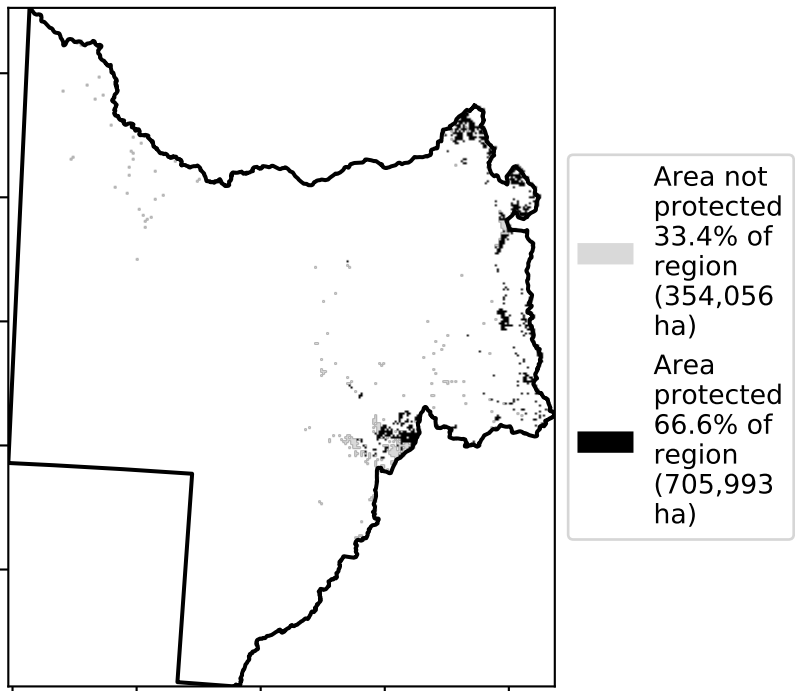 Area not
protected
33.4% of
region
(354,056
ha)
Area
protected
66.6% of
region
(705,993
ha)